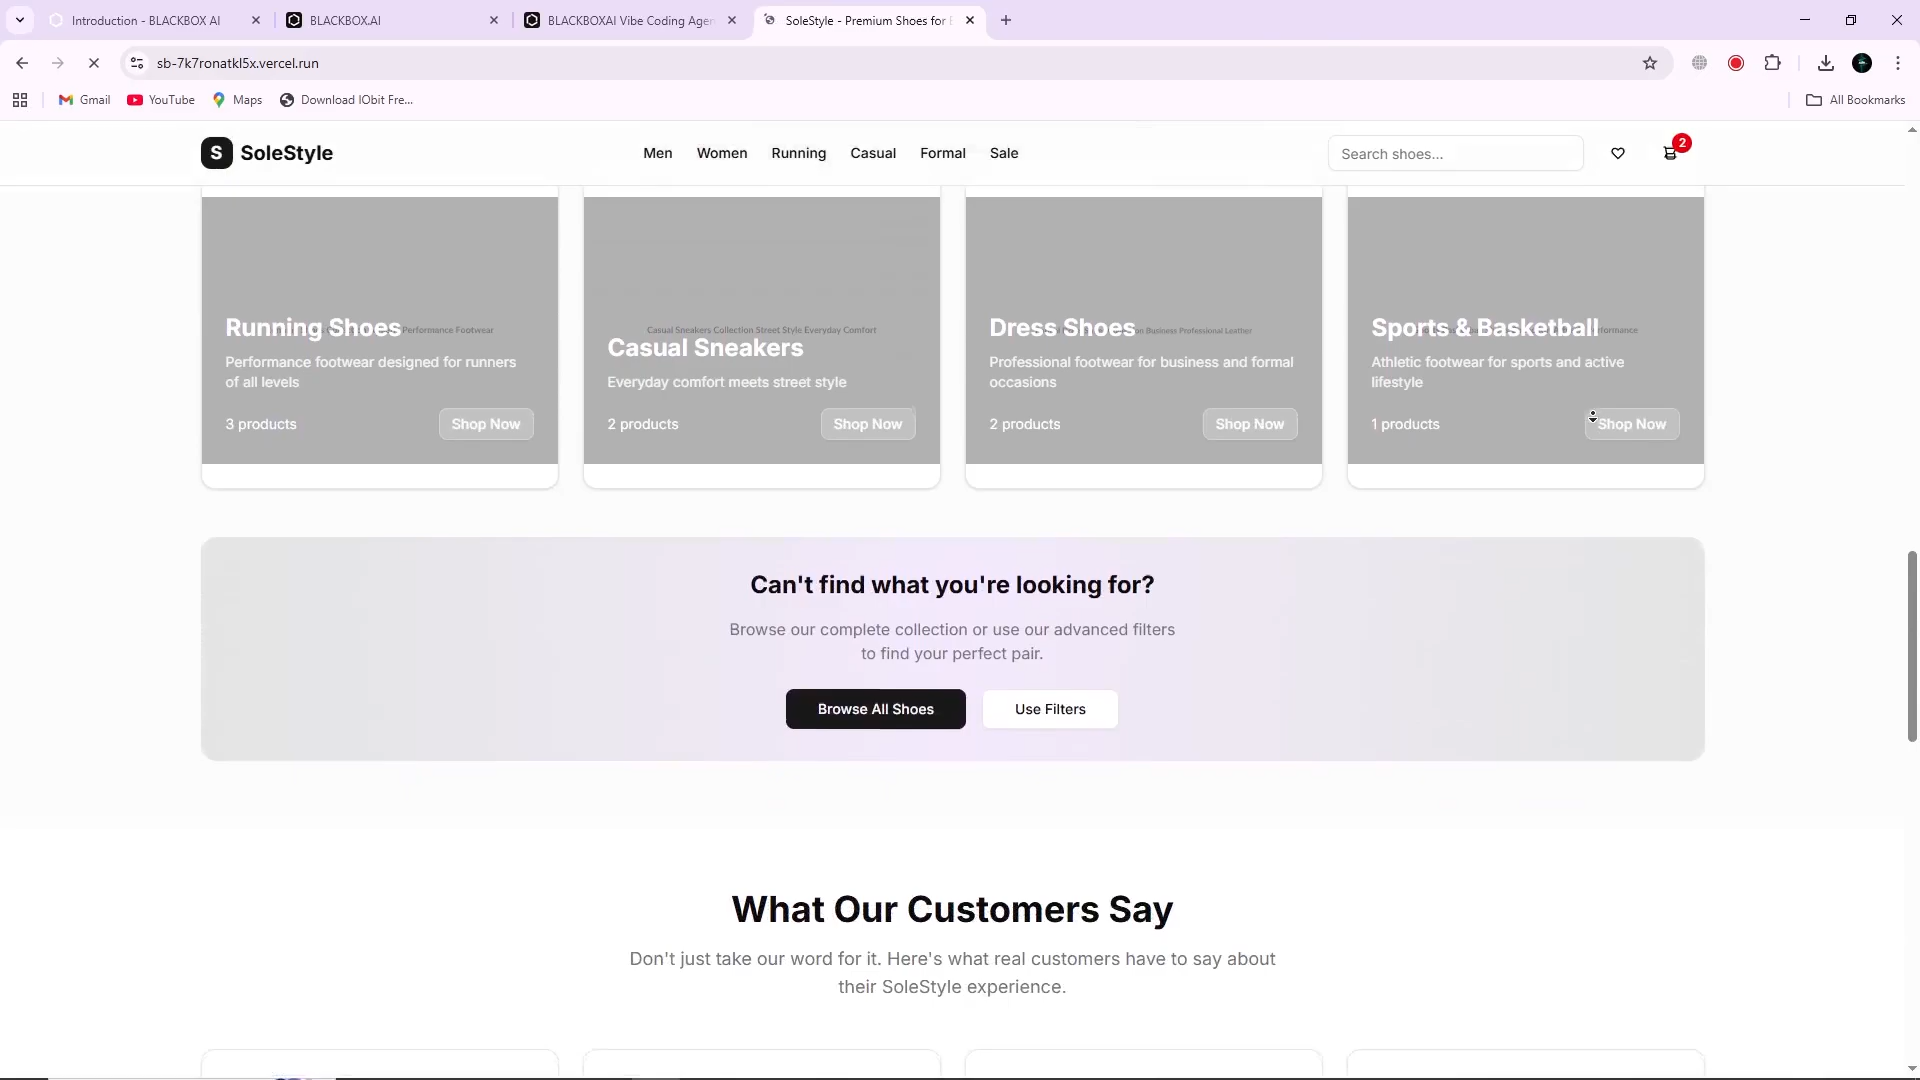 Introduction - BLACKBOX AI
BLACKBOX.AI
BLACKBOXAI Vibe Coding Agen
SoleStyle - Premium Shoes for E
sb-7k7ronatkl5x.vercel.run
Gmail
YouTube
Maps
Download IObit Fre...
All Bookmarks
S SoleStyle
Men
Women
Running
Casual
Formal
Sale
Search shoes...
2
Running Shoes
Performance Footwear
Performance footwear designed for runners
of all levels
3 products
Shop Now
Casual Sneakers Collection Street Style Everyday Comfort
Casual Sneakers
Everyday comfort meets street style
2 products
Shop Now
Dress Shoes
Business Professional Leather
Professional footwear for business and formal
occasions
2 products
Shop Now
Sports & Basketball
Athletic footwear for sports and active
lifestyle
1 products
Shop Now
Can't find what you're looking for?
Browse our complete collection or use our advanced filters
to find your perfect pair.
Browse All Shoes
Use Filters
What Our Customers Say
Don't just take our word for it. Here's what real customers have to say about
their SoleStyle experience.